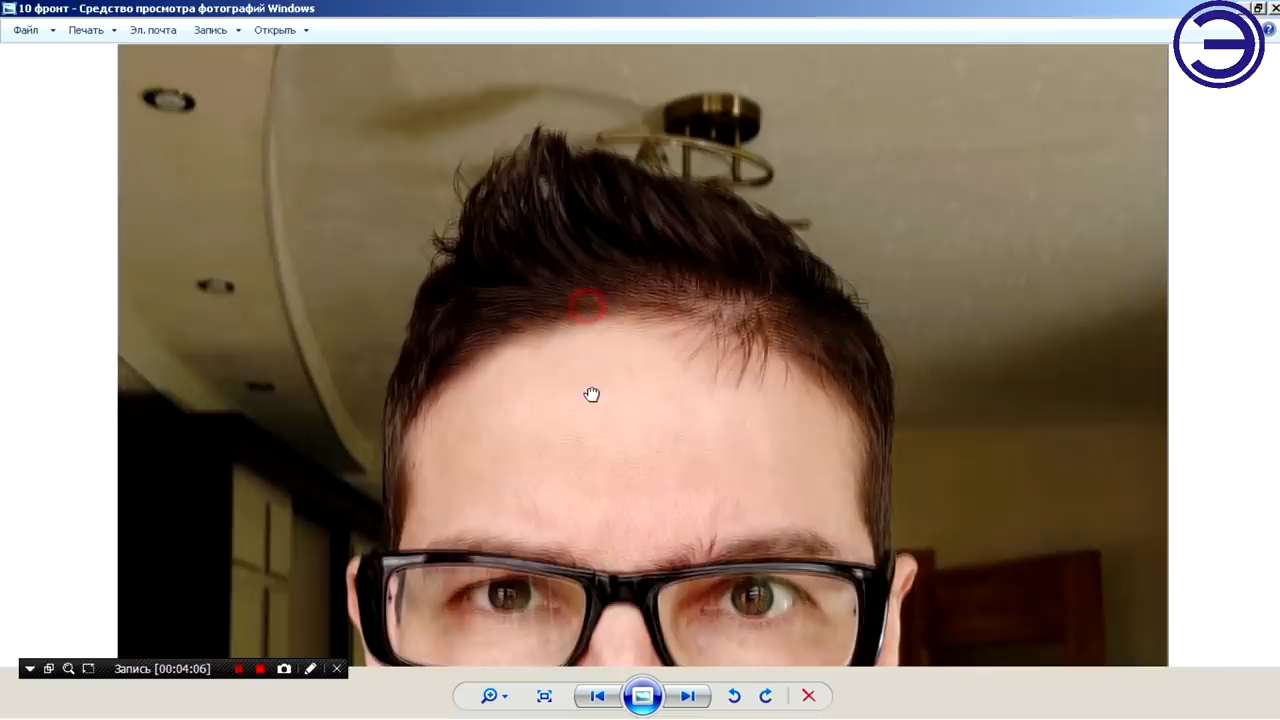 10 фронт - Средство просмотра фотографий Windows
Файл Печать Эл. почта Запись Открыть
Э
Запись [00:04:06]